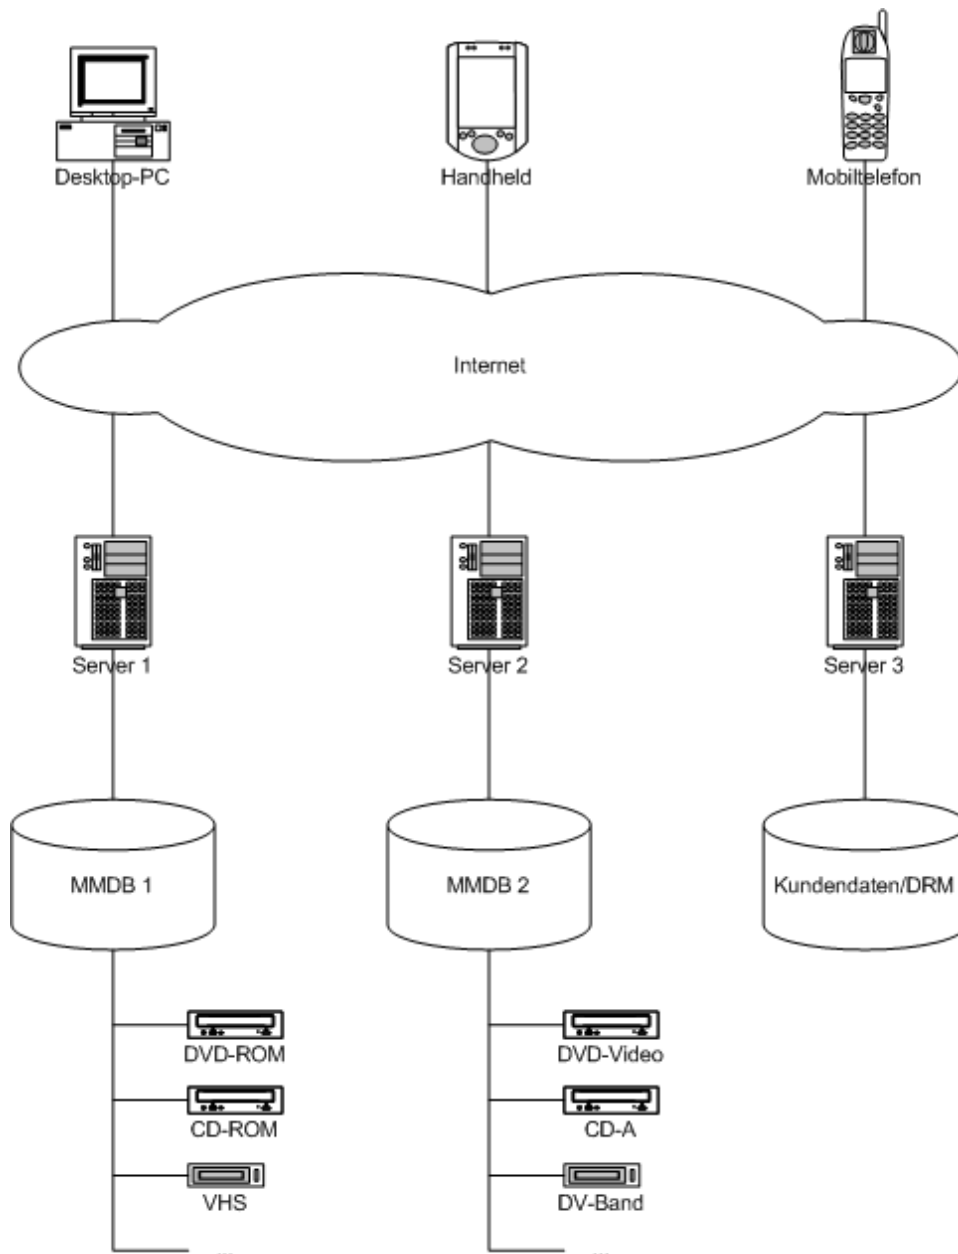 Desktop-PC
Handheld
Mobiltelefon
Internet
Server 1
Server 2
Server 3
MMDB 1
MMDB 2
Kundendaten/DRM
DVD-ROM
DVD-Video
CD-ROM
CD-A
VHS
DV-Band
...
...